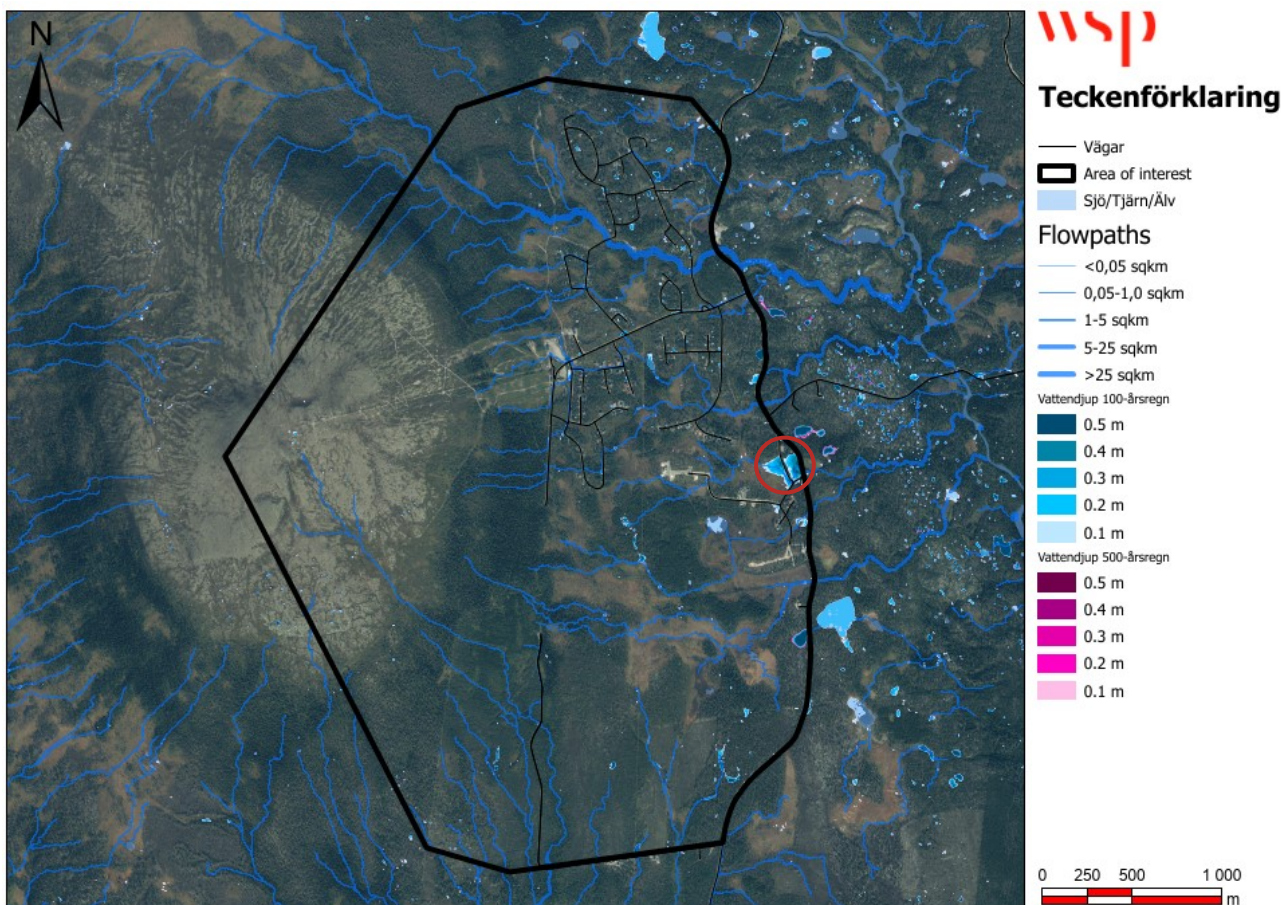 N
wsp
Teckenförklaring
Vägar
Area of interest
Sjö/Tjärn/Älv
Flowpaths
<0,05 sqkm
0,05-1,0 sqkm
1-5 sqkm
5-25 sqkm
>25 sqkm
Vattendjup 100-årsregn
0.5 m
0.4 m
0.3 m
0.2 m
0.1 m
Vattendjup 500-årsregn
0.5 m
0.4 m
0.3 m
0.2 m
0.1 m
0 250 500 1 000
m